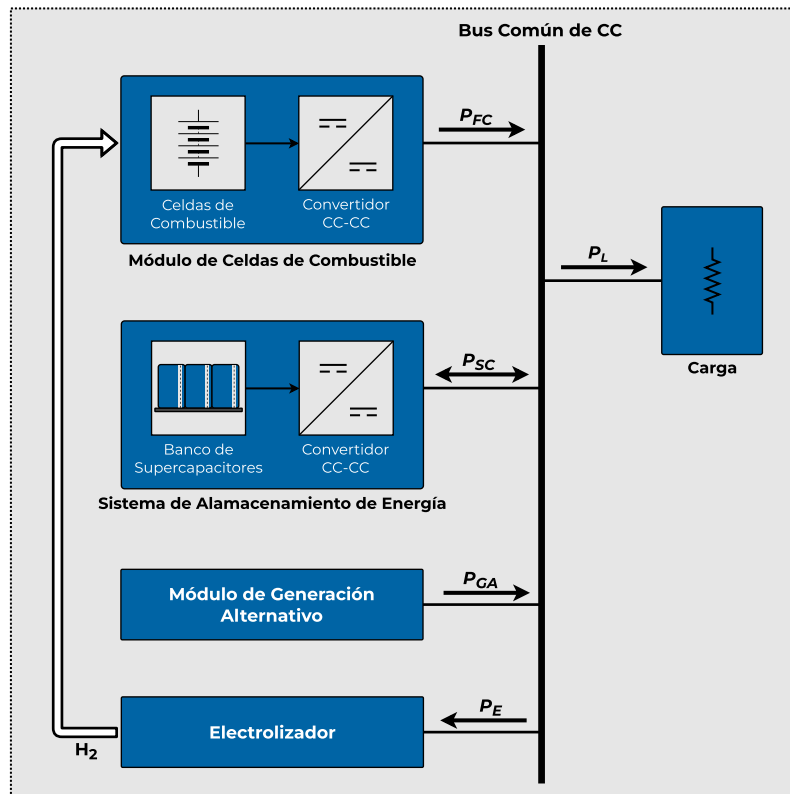 Bus Común de CC
P_FC
Celdas de
Combustible
Convertidor
CC-CC
Módulo de Celdas de Combustible
P_L
Carga
P_SC
Banco de
Supercapacitores
Convertidor
CC-CC
Sistema de Alamacenamiento de Energía
P_GA
Módulo de Generación
Alternativo
P_E
Electrolizador
H_2